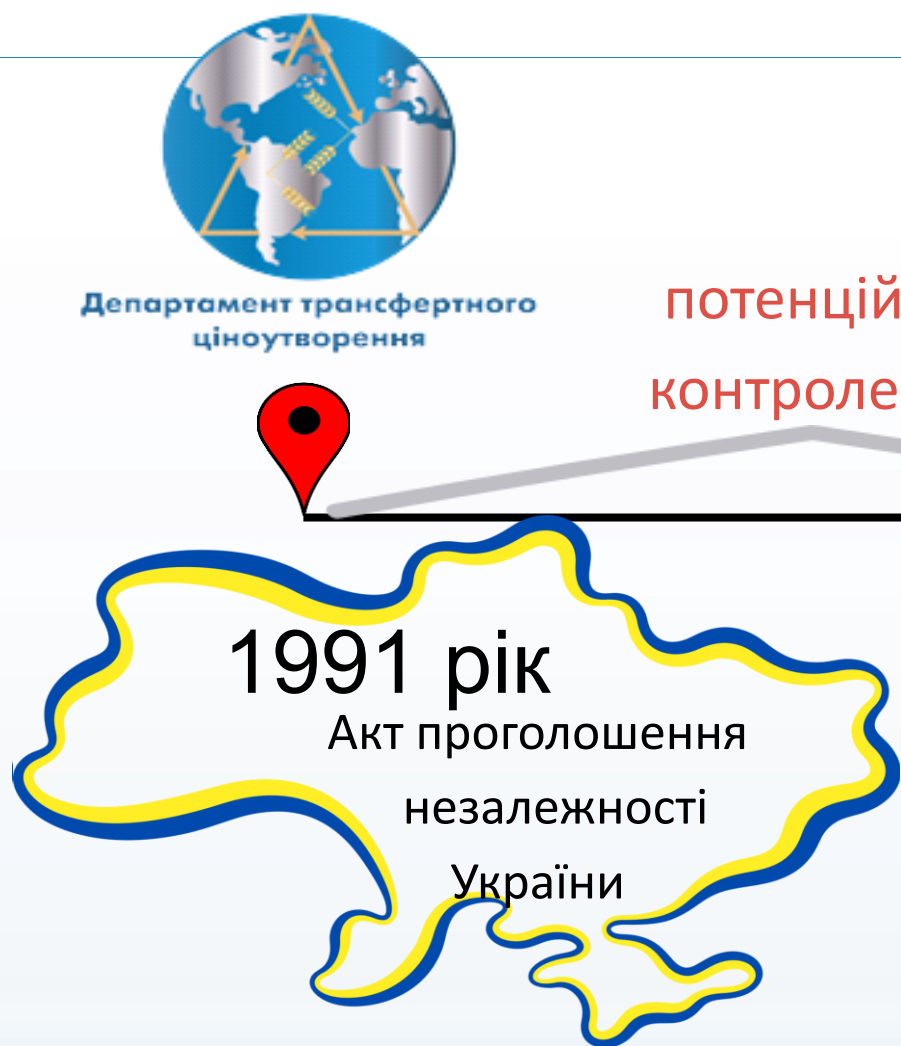 Департамент трансфертного
ціноутворення
потенцій
контроле
1991 рік
Акт проголошення
незалежності
України